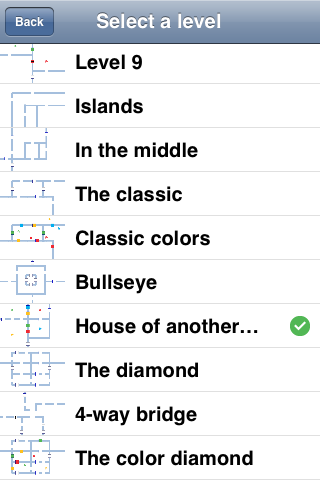 Back
Select a level
Level 9
Islands
In the middle
The classic
Classic colors
Bullseye
House of another...
The diamond
4-way bridge
The color diamond